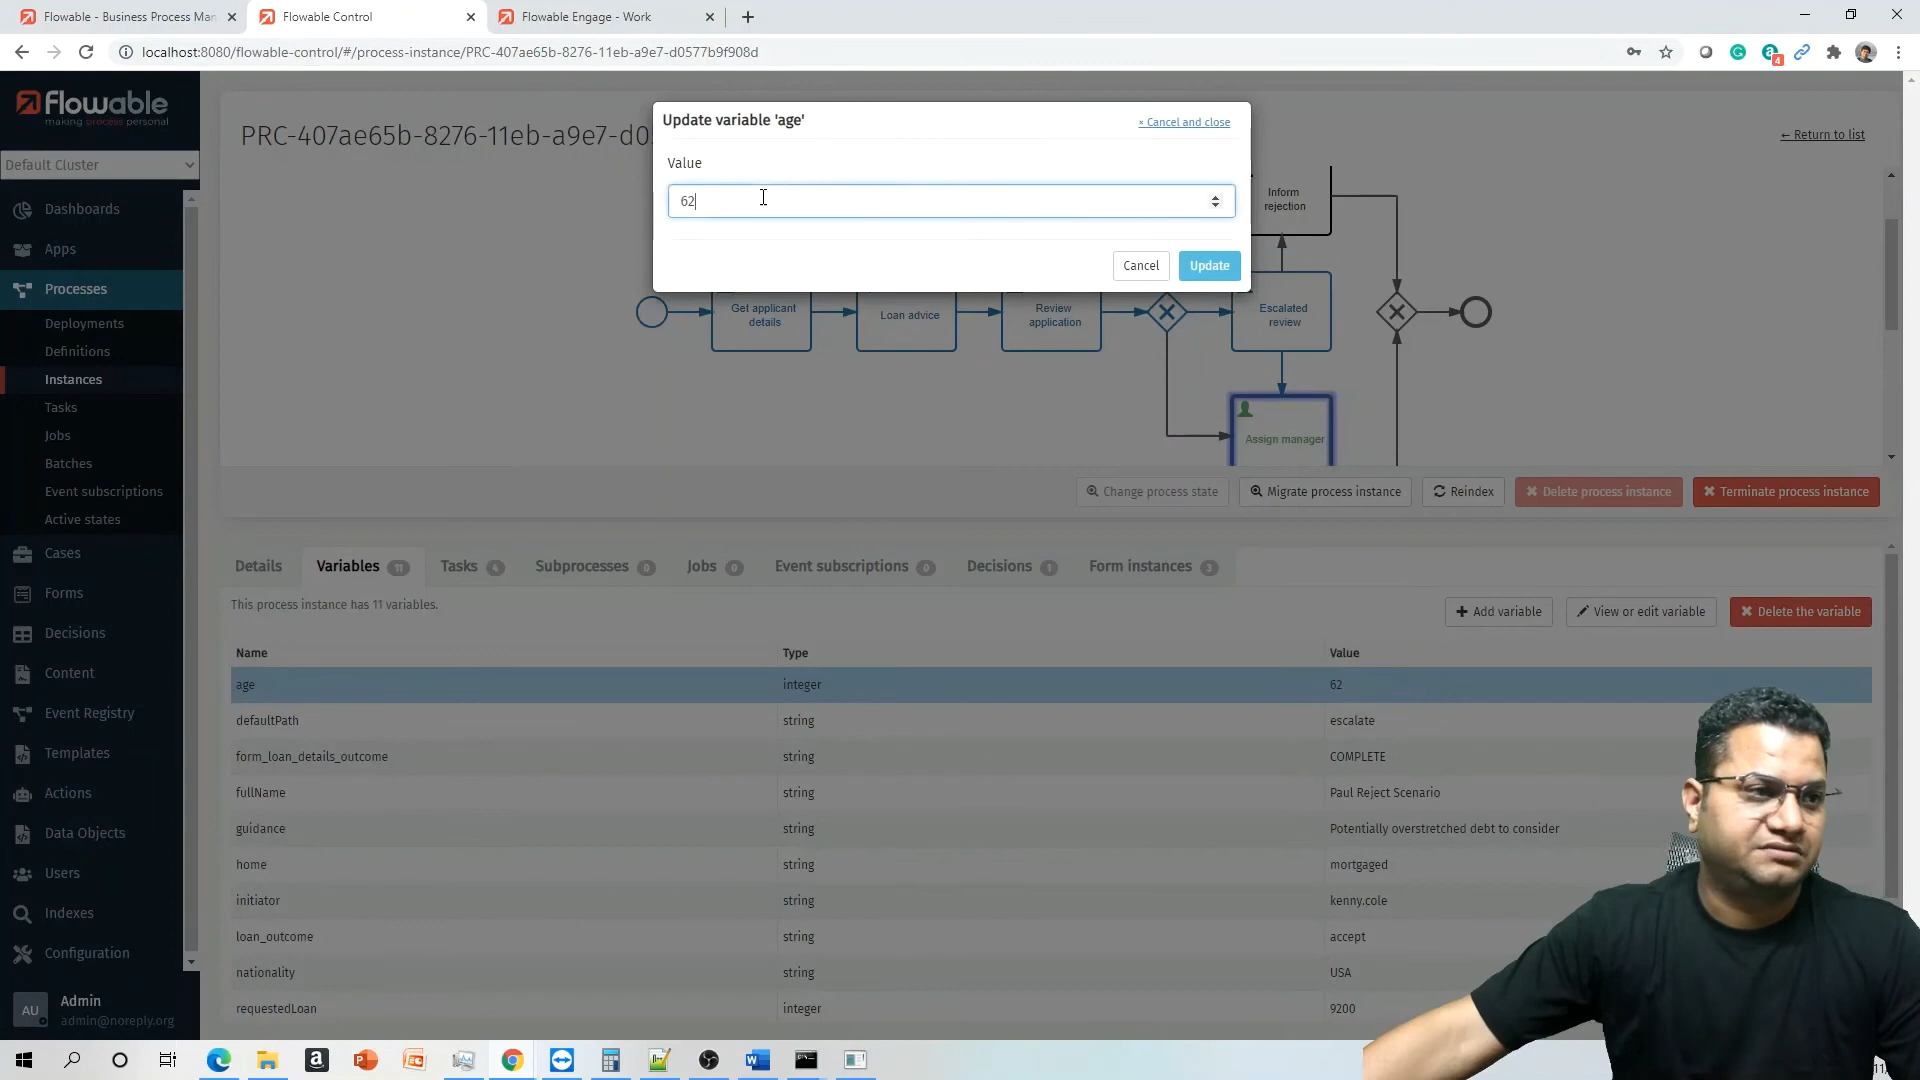 Flowable - Business Process Man
Flowable Control
Flowable Engage - Work
localhost:8080/flowable-control/#/process-instance/PRC-407ae65b-8276-11eb-a9e7-d0577b9f908d
4
Flowable
making process personal
Default Cluster
Dashboards
Apps
Processes
Deployments
Definitions
Instances
Tasks
Jobs
Batches
Event subscriptions
Active states
Cases
Forms
Decisions
Content
Event Registry
Templates
Actions
Data Objects
Users
Indexes
Configuration
AU
Admin
admin@noreply.org
PRC-407ae65b-8276-11eb-a9e7-d0
← Return to list
Update variable 'age'
× Cancel and close
Value
62
Cancel
Update
Inform
rejection
Get applicant
details
Loan advice
Review
application
Escalated
review
Assign manager
Change process state
Migrate process instance
Reindex
Delete process instance
Terminate process instance
Details
Variables 11
Tasks 4
Subprocesses 0
Jobs 0
Event subscriptions 0
Decisions 1
Form instances 3
This process instance has 11 variables.
Add variable
View or edit variable
Delete the variable
Name Type Value
age integer 62
defaultPath string escalate
form_loan_details_outcome string COMPLETE
fullName string Paul Reject Scenario
guidance string Potentially overstretched debt to consider
home string mortgaged
initiator string kenny.cole
loan_outcome string accept
nationality string USA
requestedLoan integer 9200